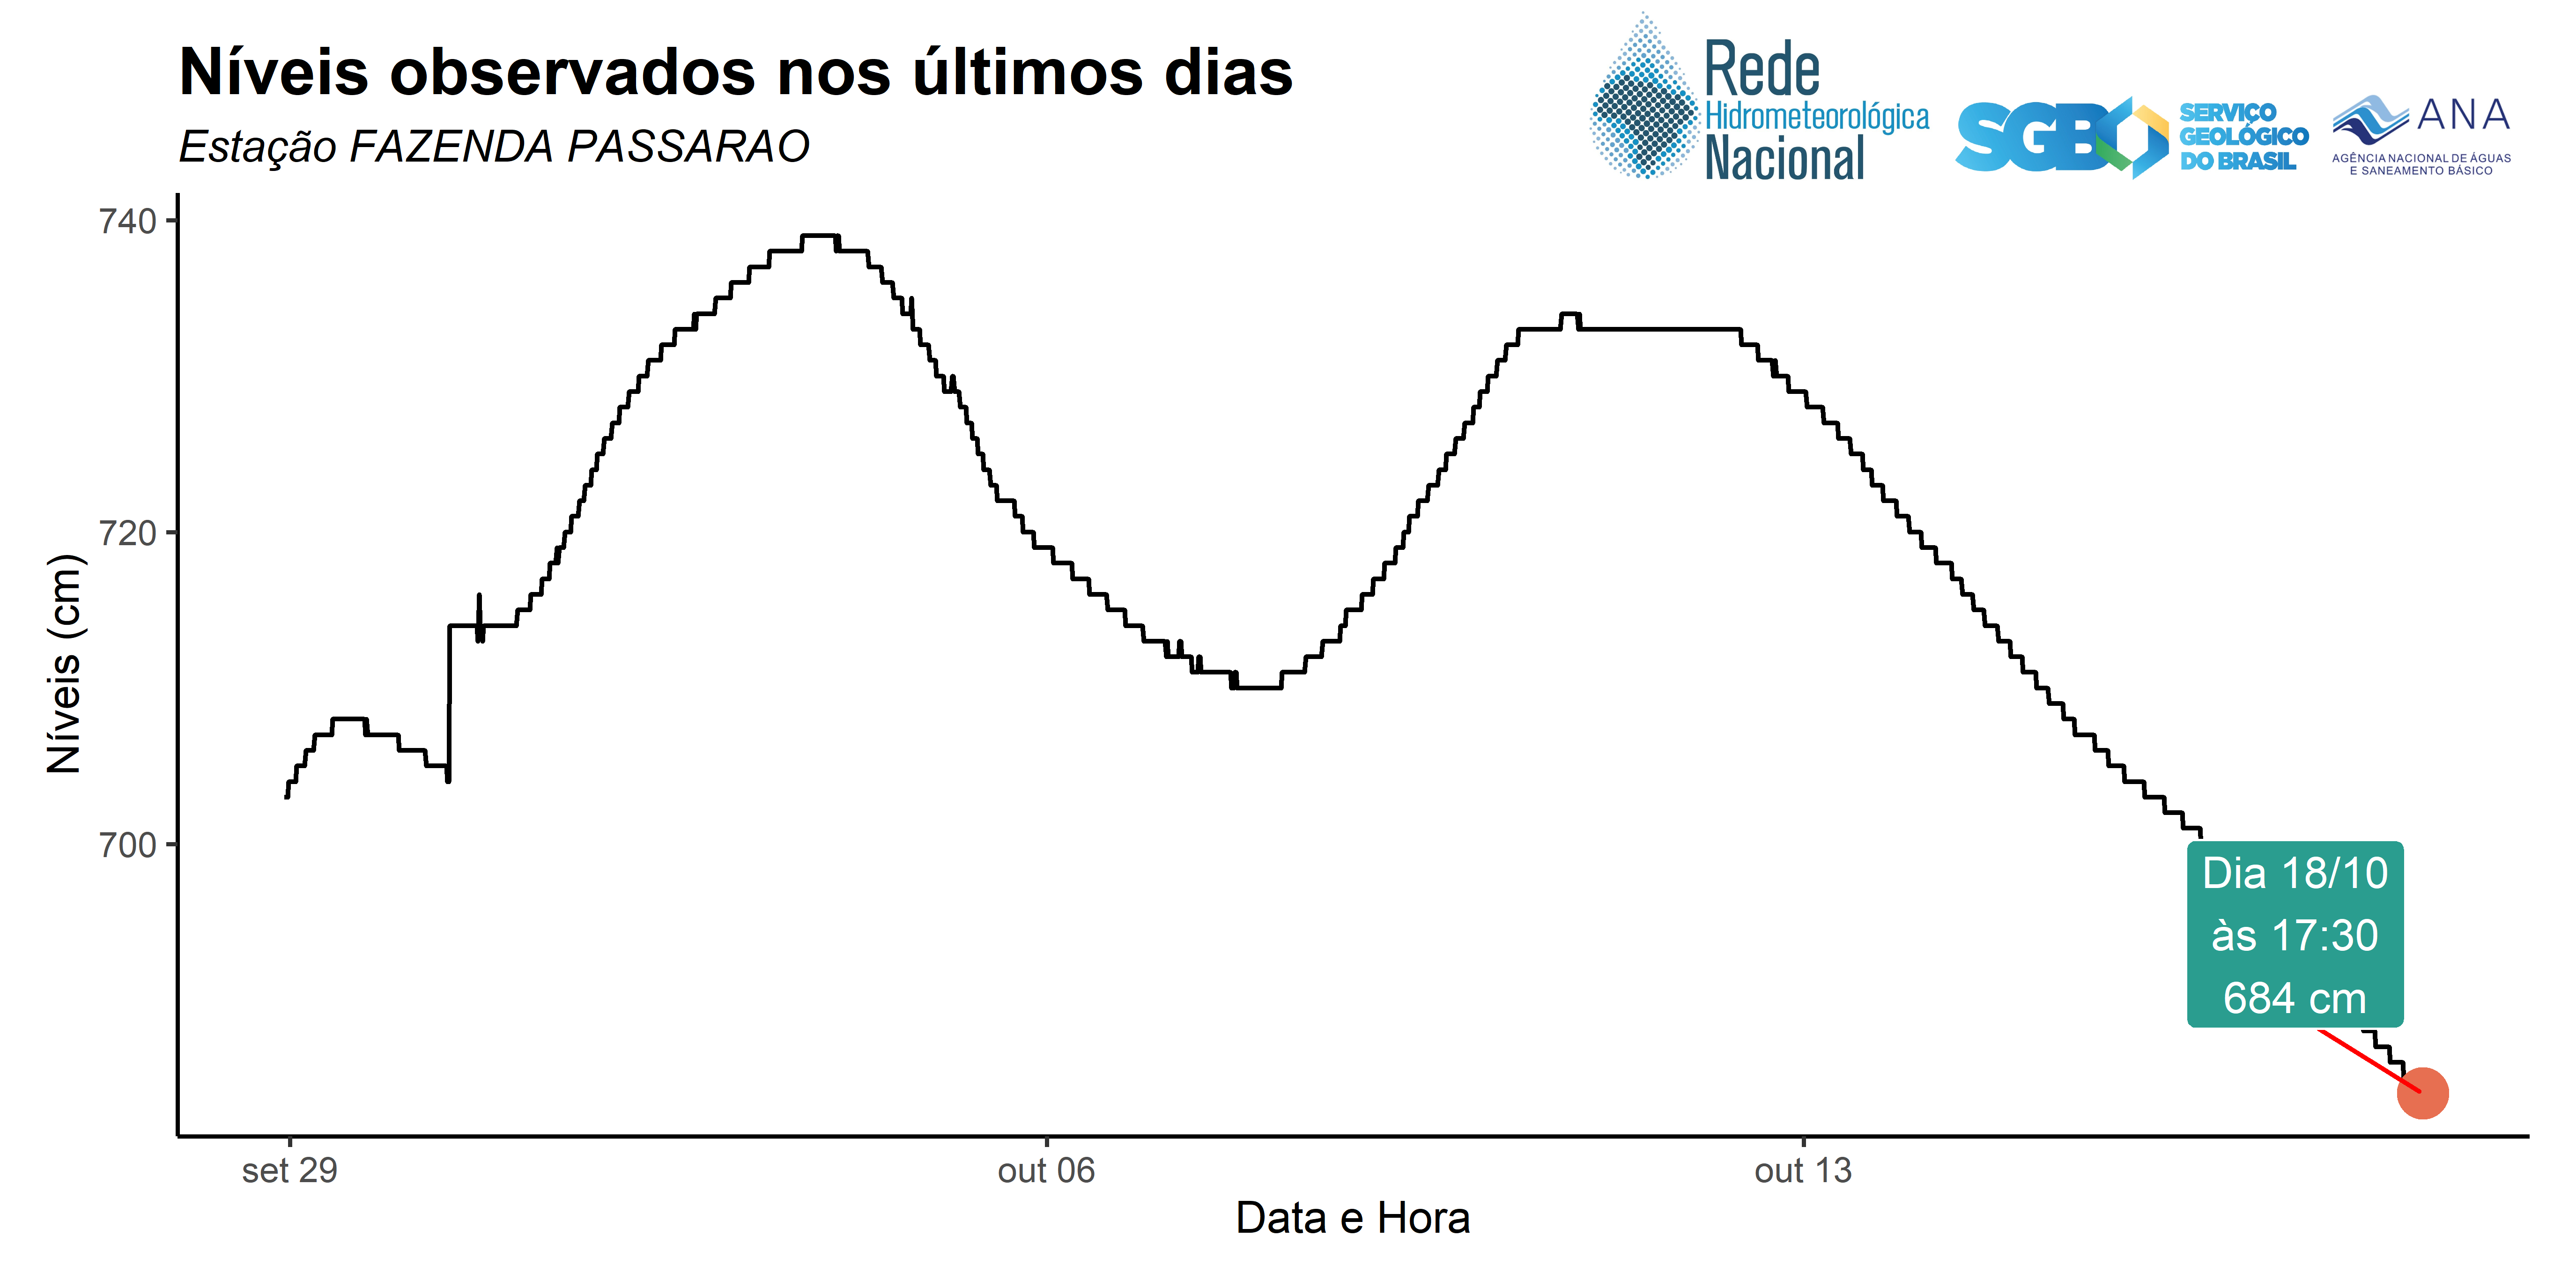 Níveis observados nos últimos dias
Estação FAZENDA PASSARAO
Rede
Hidrometeorológica
Nacional
SGB
SERVIÇO
GEOLÓGICO
DO BRASIL
ANA
AGÊNCIA NACIONAL DE ÁGUAS
E SANEAMENTO BÁSICO
Níveis (cm)
740
720
700
Dia 18/10
às 17:30
684 cm
set 29
out 06
out 13
Data e Hora